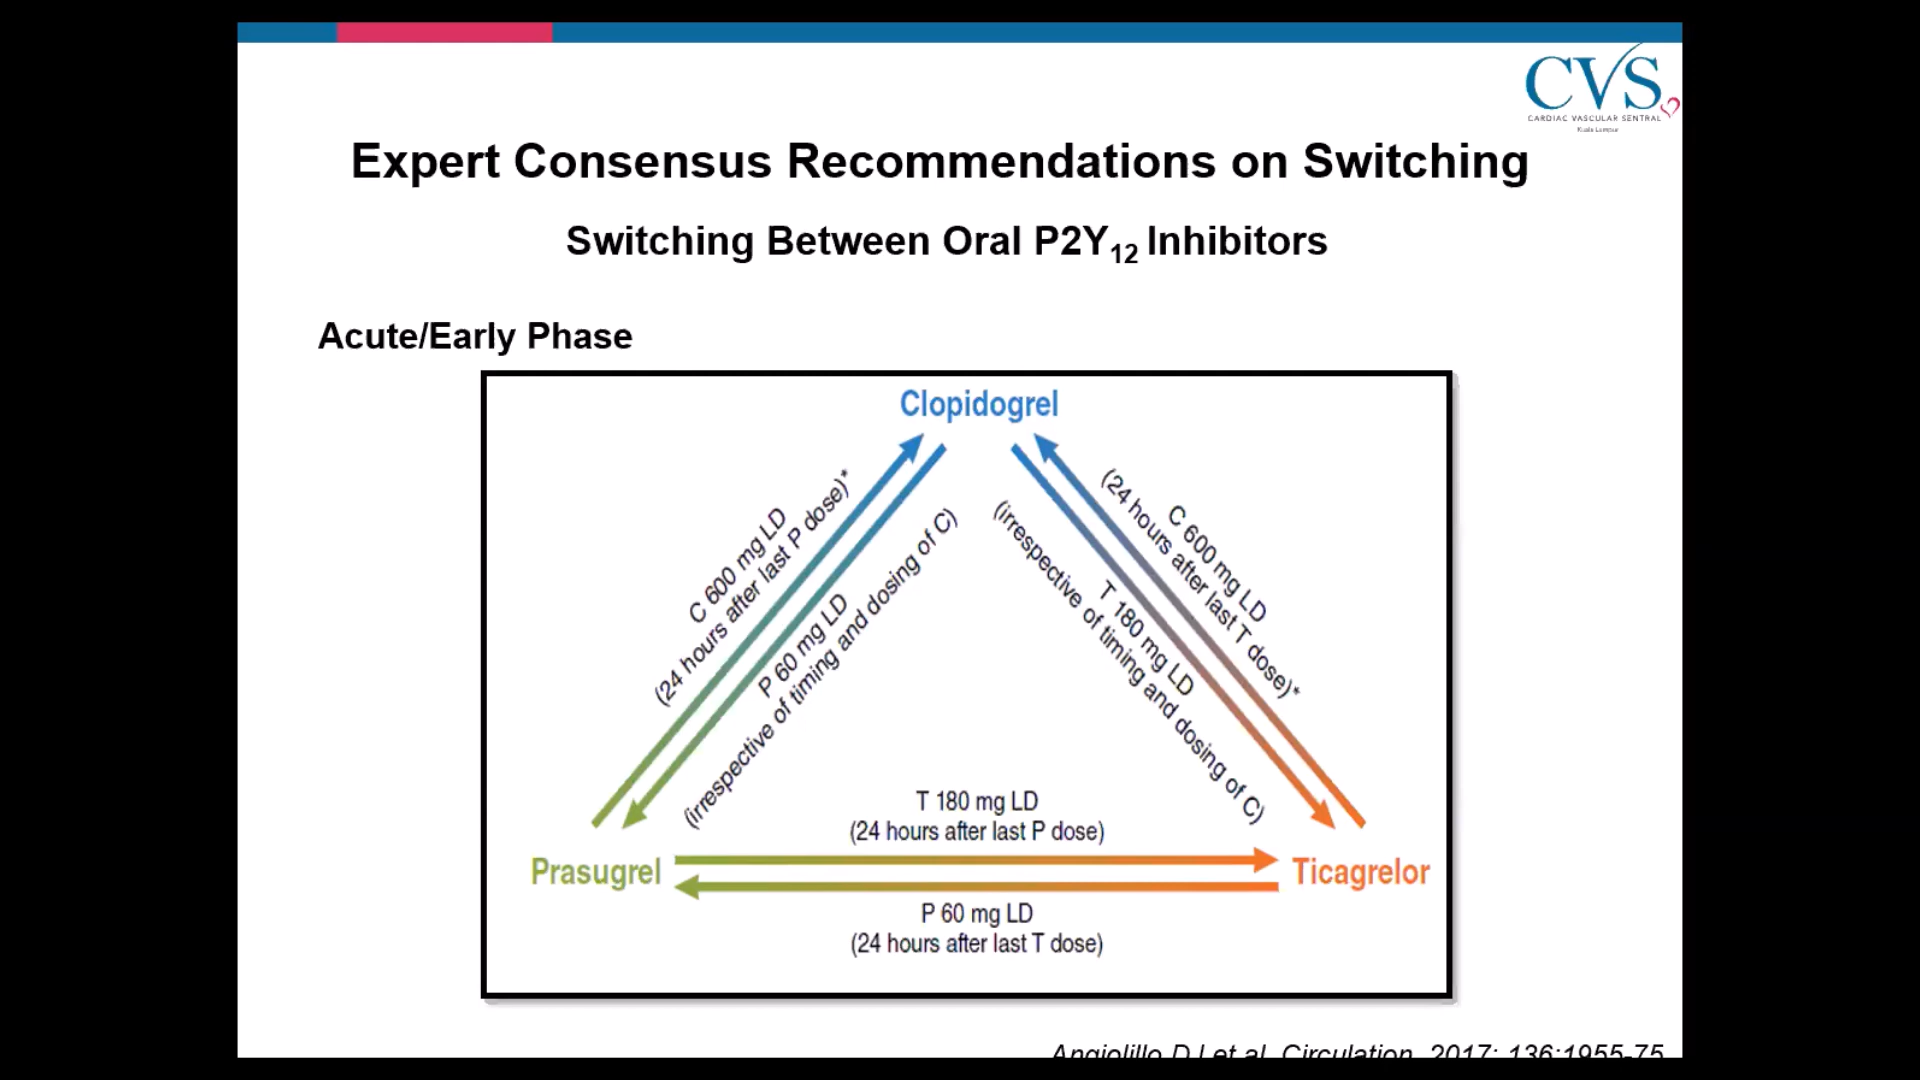 CVS
CARDIAC VASCULAR SENTRAL
Kuala Lumpur
Expert Consensus Recommendations on Switching
Switching Between Oral P2Y12 Inhibitors
Acute/Early Phase
Clopidogrel
C 600 mg LD
(24 hours after last P dose)*
P 60 mg LD
(irrespective of timing and dosing of C)
T 180 mg LD
(irrespective of timing and dosing of C)
C 600 mg LD
(24 hours after last T dose)*
T 180 mg LD
(24 hours after last P dose)
Prasugrel
Ticagrelor
P 60 mg LD
(24 hours after last T dose)
Angiolillo DJ et al. Circulation. 2017; 136:1955-75